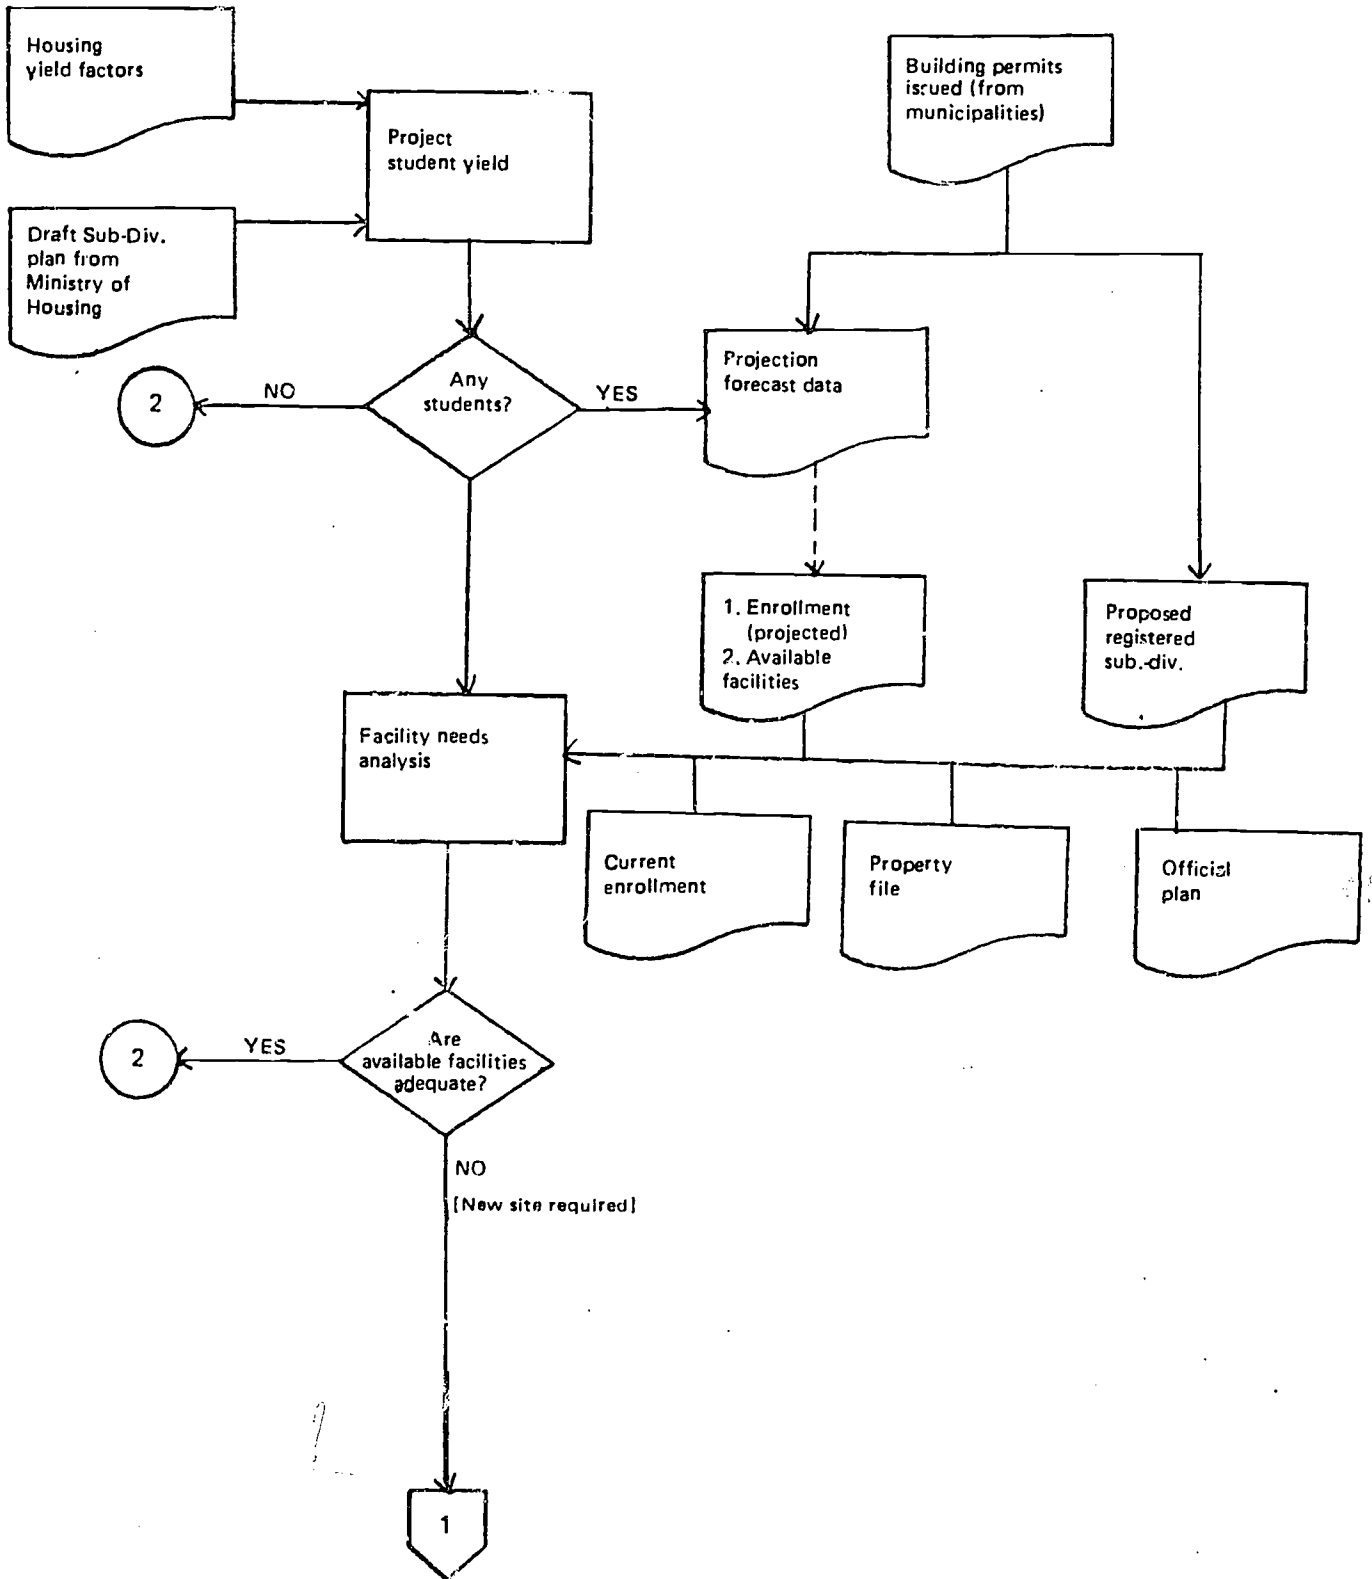 Housing
yield factors
Project
student yield
Building permits
issued (from
municipalities)
Draft Sub-Div.
plan from
Ministry of
Housing
2
NO
Any
students?
YES
Projection
forecast data
1. Enrollment
(projected)
2. Available
facilities
Proposed
registered
sub.-div.
Facility needs
analysis
Current
enrollment
Property
file
Official
plan
2
YES
Are
available facilities
adequate?
NO
[New site required]
1